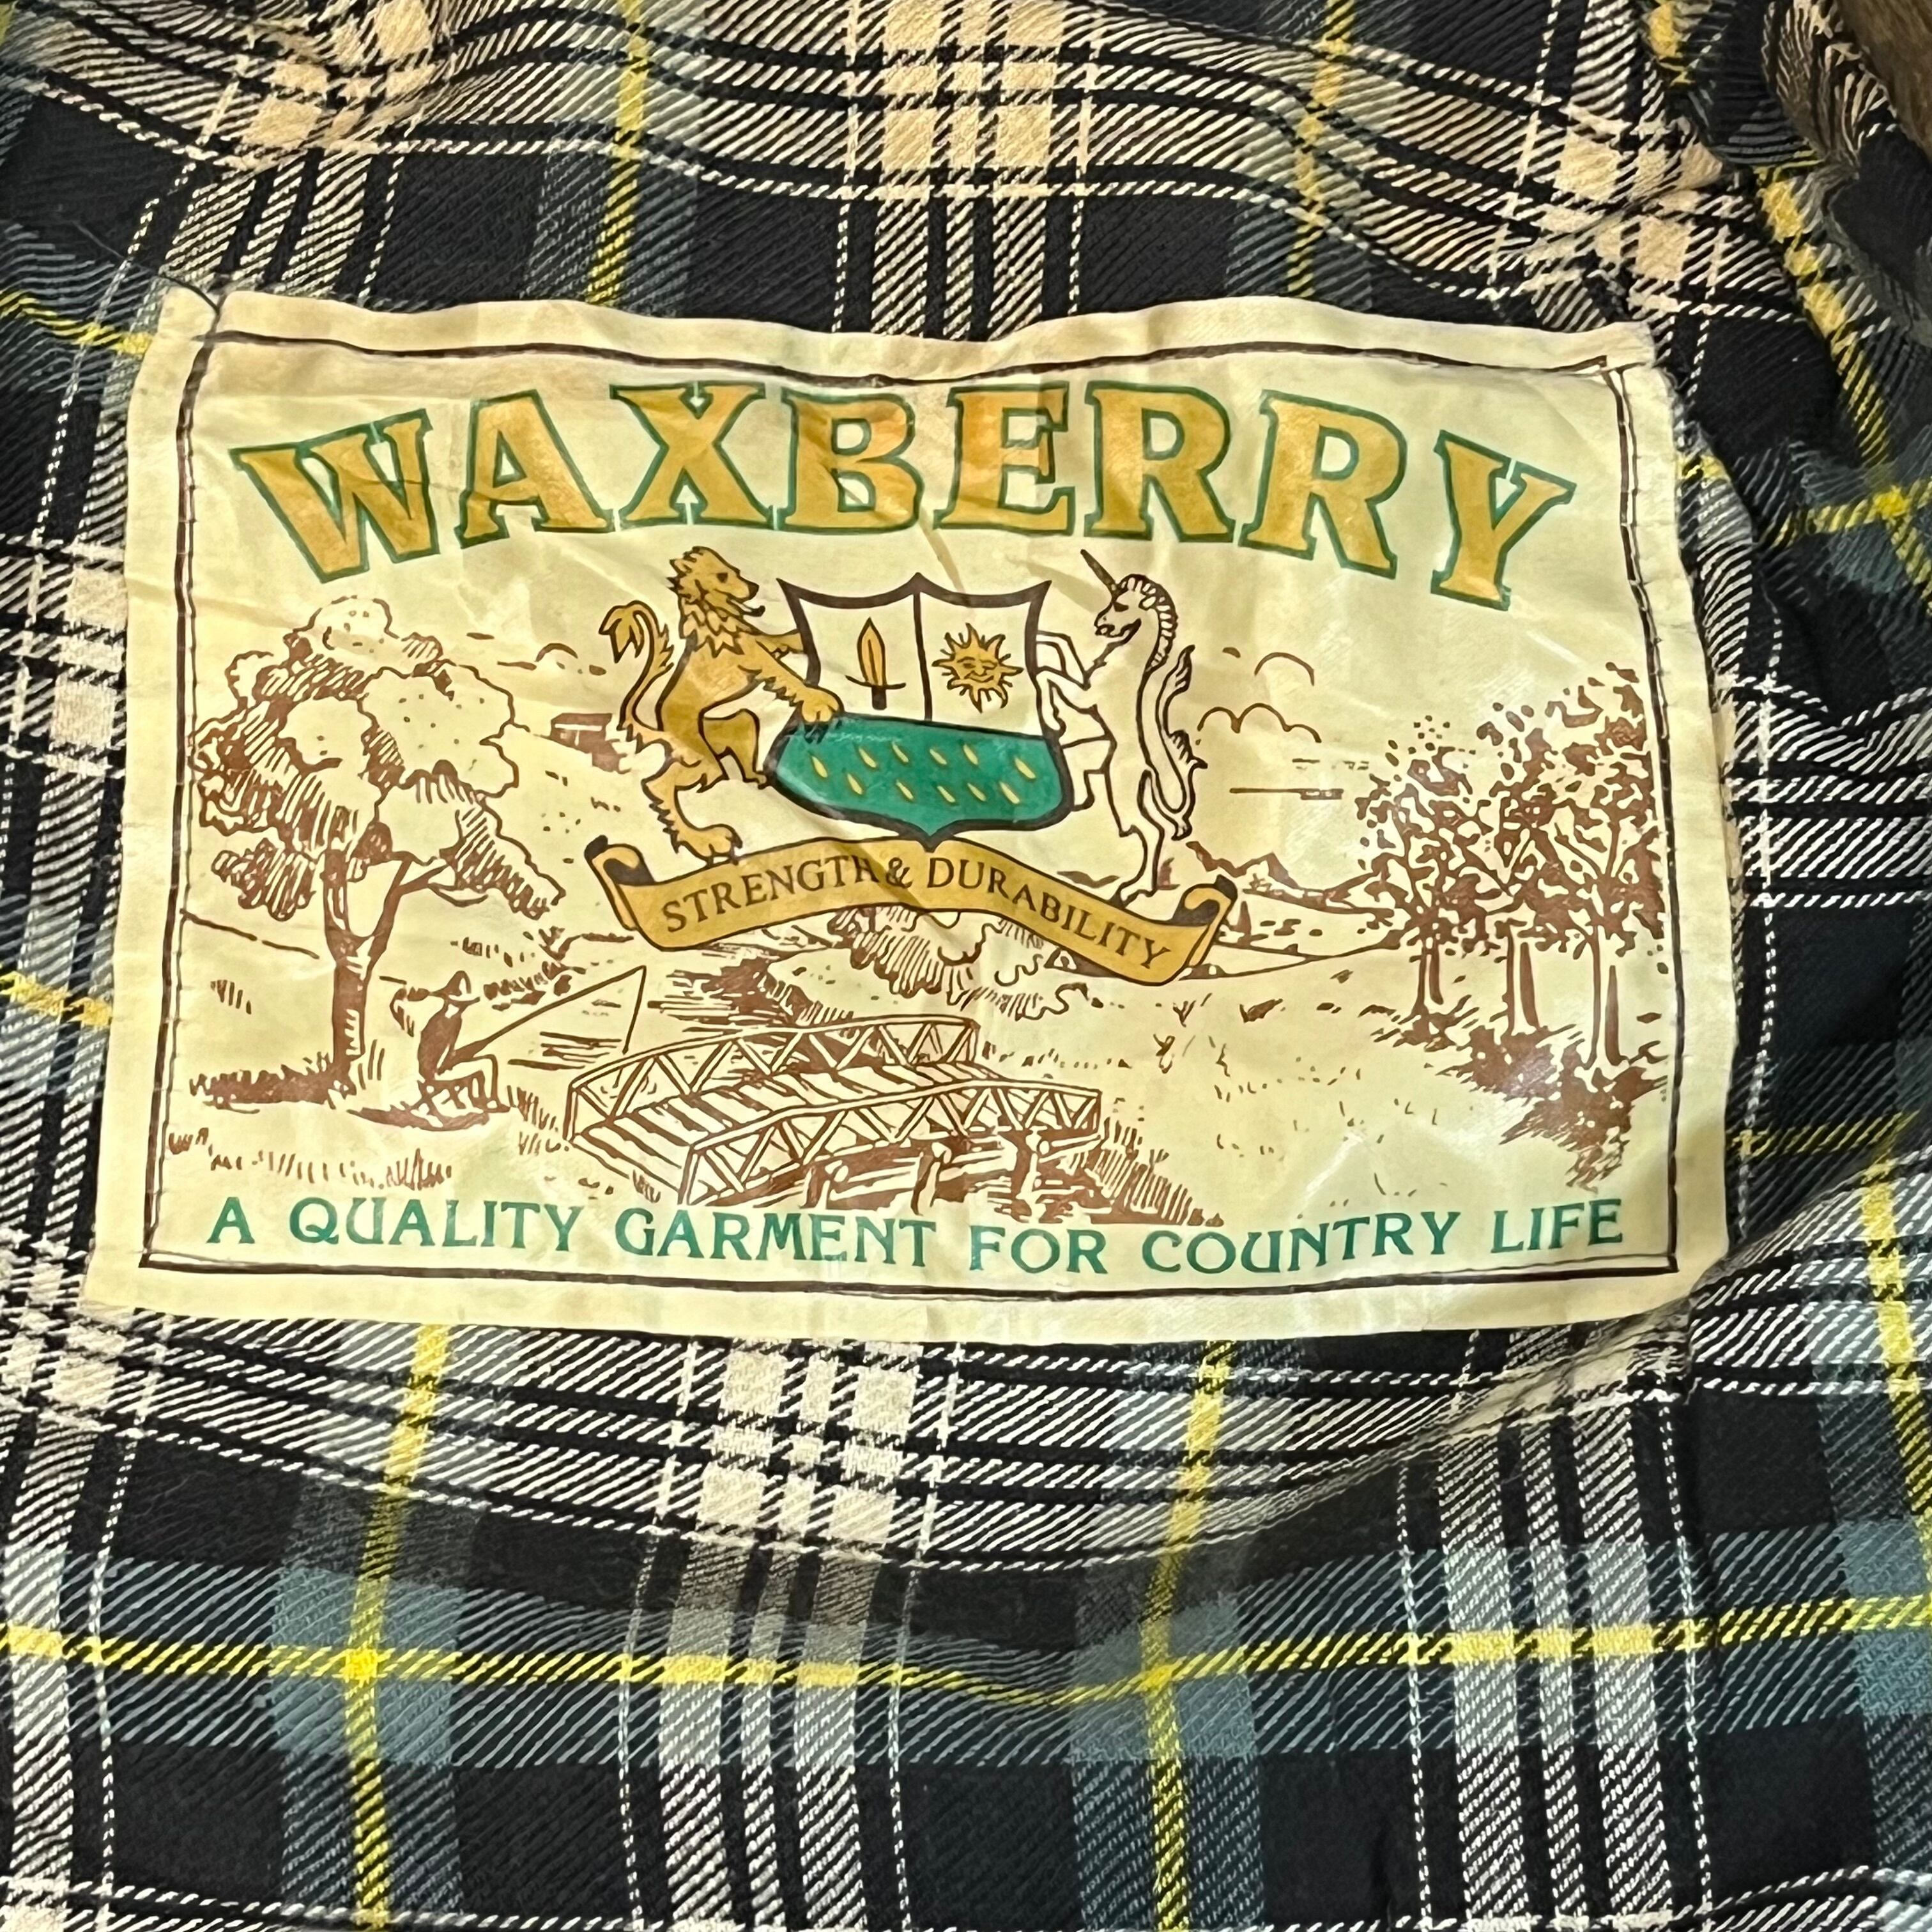 WAXBERRY
STRENGTH & DURABILITY
A QUALITY GARMENT FOR COUNTRY LIFE